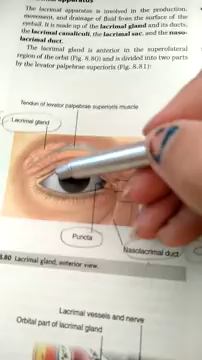 apparatus
The lacrimal apparatus is involved in the production,
movement, and drainage of fluid from the surface of the
eyeball. It is made up of the lacrimal gland and its ducts,
the lacrimal canaliculi, the lacrimal sac, and the naso-
lacrimal duct.
The lacrimal gland is anterior in the superolateral
region of the orbit (Fig. 8.80) and is divided into two parts
by the levator palpebrae superioris (Fig. 8.81):
Tendon of levator palpebrae superioris muscle
Lacrimal gland
Puncta
Nasolacrimal duct
8.80 Lacrimal gland, anterior view.
Lacrimal vessels and nerve
Orbital part of lacrimal gland